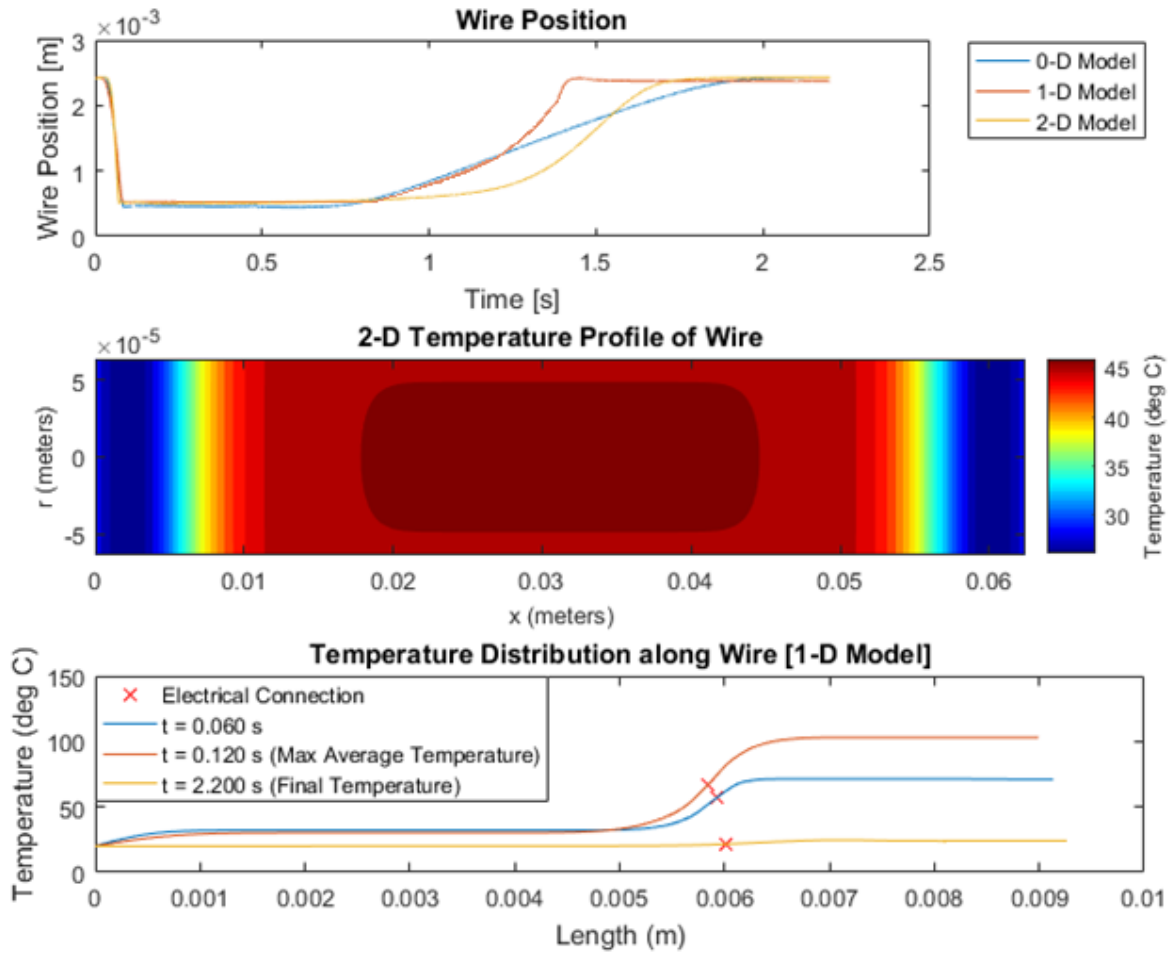 Wire Position
×10⁻³
Wire Position [m]
3
2
1
0
0 0.5 1 1.5 2 2.5
Time [s]
0-D Model
1-D Model
2-D Model
2-D Temperature Profile of Wire
×10⁻⁵
r (meters)
5
0
-5
0 0.01 0.02 0.03 0.04 0.05 0.06
x (meters)
45
40
35
30
Temperature (deg C)
Temperature Distribution along Wire [1-D Model]
Temperature (deg C)
150
100
50
0
Electrical Connection
t = 0.060 s
t = 0.120 s (Max Average Temperature)
t = 2.200 s (Final Temperature)
0 0.001 0.002 0.003 0.004 0.005 0.006 0.007 0.008 0.009 0.01
Length (m)